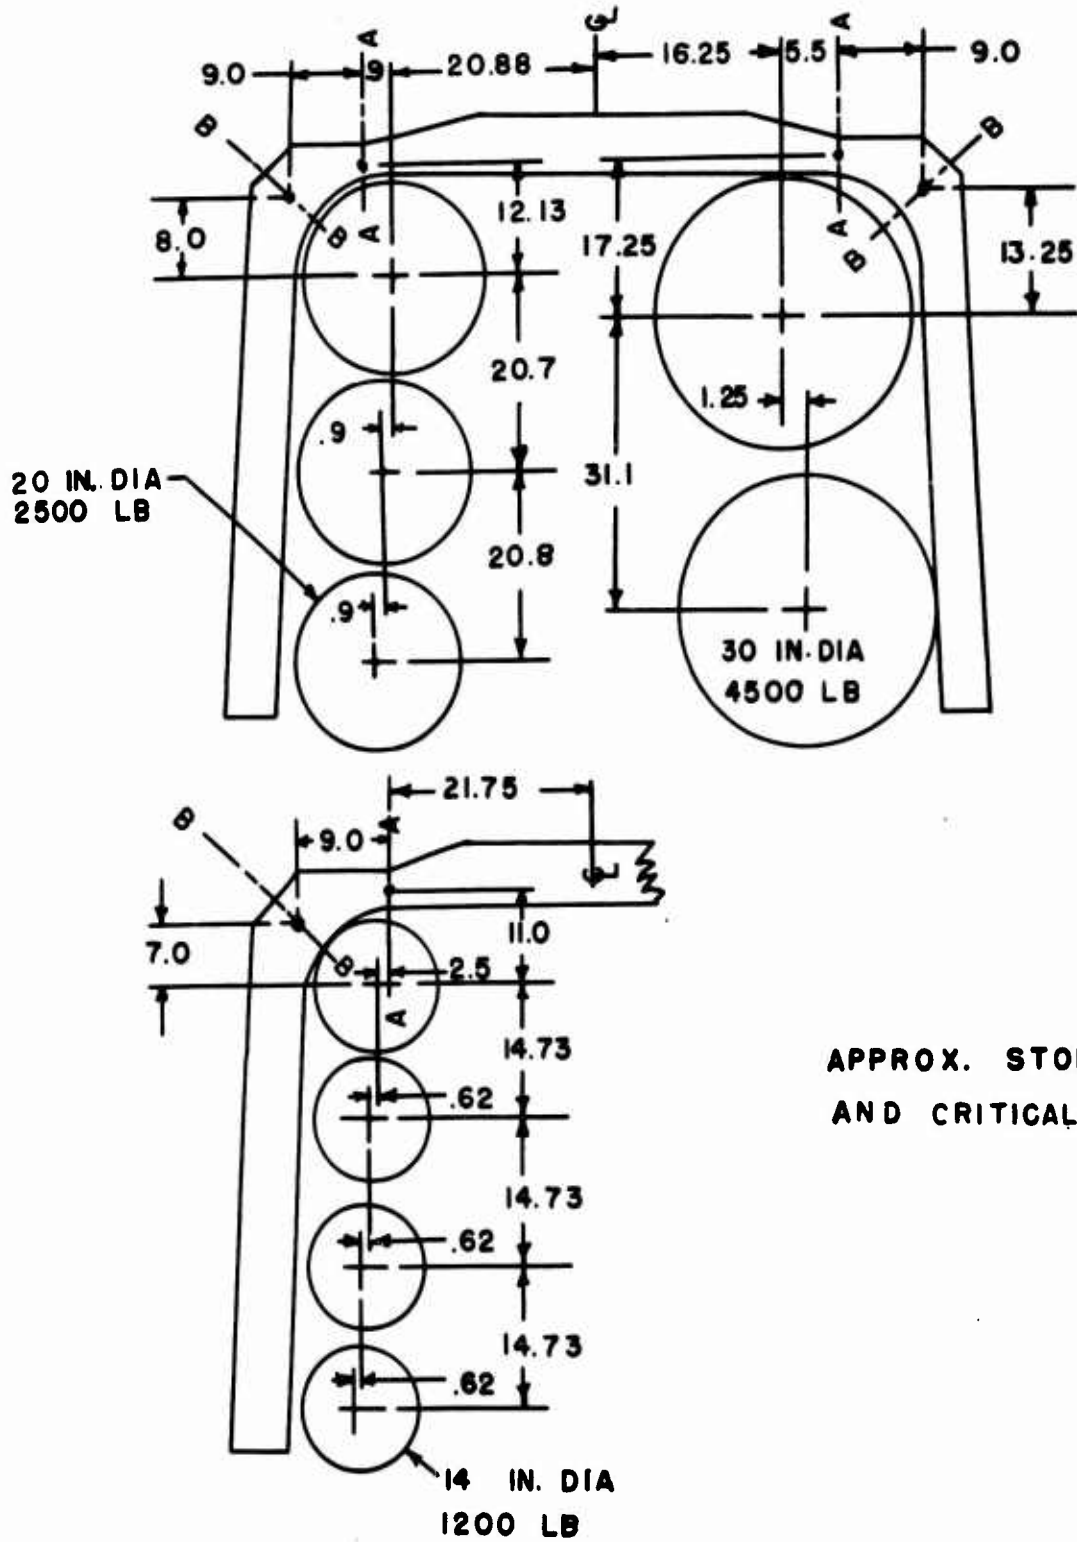 9.0
A
.9
20.88
CL
16.25
5.5
A
9.0
B
B
8.0
B
A
12.13
17.25
A
B
13.25
20.7
1.25
.9
31.1
20 IN. DIA
2500 LB
20.8
.9
30 IN. DIA
4500 LB
21.75
B
9.0
A
CL
7.0
B
11.0
2.5
A
14.73
APPROX.
.62
AND CRITICAL
14.73
.62
14.73
.62
14 IN. DIA
1200 LB